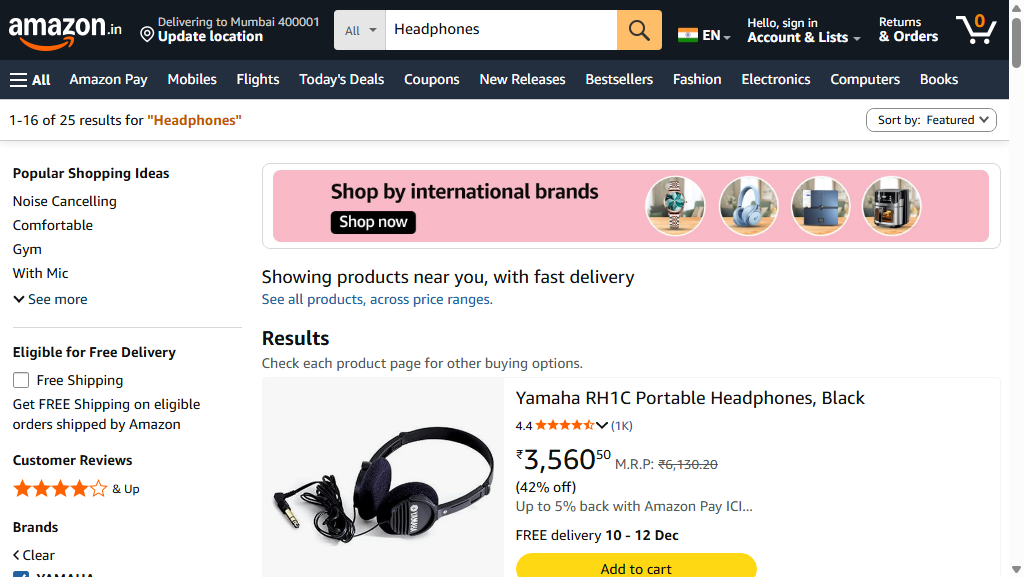 amazon.in
Delivering to Mumbai 400001
Update location
All
Headphones
EN
Hello, sign in
Account & Lists
Returns
& Orders
0
All
Amazon Pay
Mobiles
Flights
Today's Deals
Coupons
New Releases
Bestsellers
Fashion
Electronics
Computers
Books
1-16 of 25 results for "Headphones"
Sort by: Featured
Popular Shopping Ideas
Noise Cancelling
Comfortable
Gym
With Mic
See more
Eligible for Free Delivery
Free Shipping
Get FREE Shipping on eligible
orders shipped by Amazon
Customer Reviews
& Up
Brands
Clear
YAMAHA
Shop by international brands
Shop now
Showing products near you, with fast delivery
See all products, across price ranges.
Results
Check each product page for other buying options.
YAMAHA
Yamaha RH1C Portable Headphones, Black
4.4 (1K)
₹3,56050 M.R.P: ₹6,130.20
(42% off)
Up to 5% back with Amazon Pay ICI...
FREE delivery 10 - 12 Dec
Add to cart